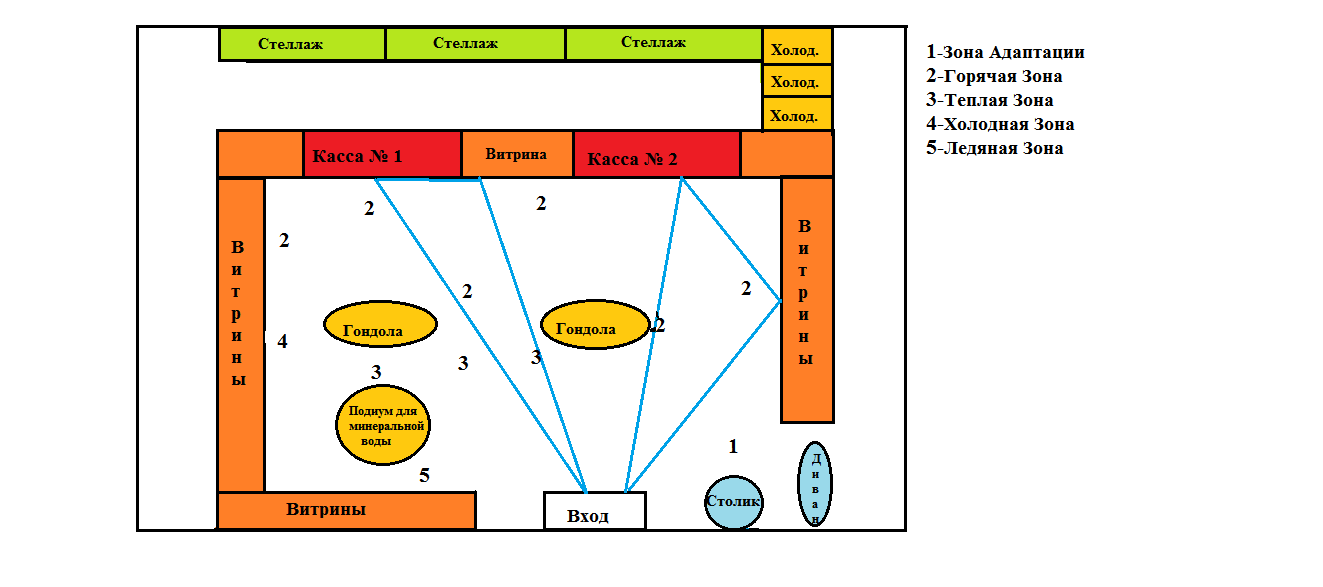 Стеллаж
Стеллаж
Стеллаж
Холод.
Холод.
Холод.
1-Зона Адаптации
2-Горячая Зона
3-Теплая Зона
4-Холодная Зона
5-Ледяная Зона
Касса № 1
Витрина
Касса № 2
2
2
2
Витрины
Витрины
2
2
2
Гондола
Гондола
4
3
3
3
Подиум для
минеральной
воды
1
5
Диван
Столик
Витрины
Вход